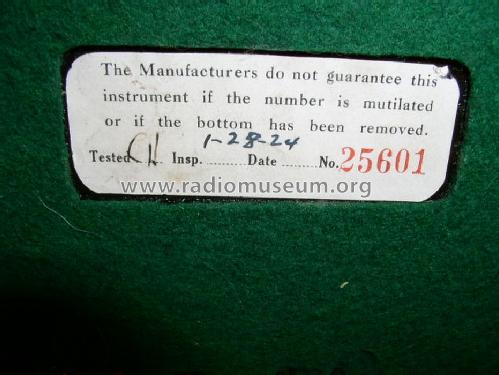 The Manufacturers do not guarantee this
instrument if the number is mutilated
or if the bottom has been removed.
1-28-24
Tested CH. Insp. .......... Date ........ No. 25601
www.radiomuseum.org